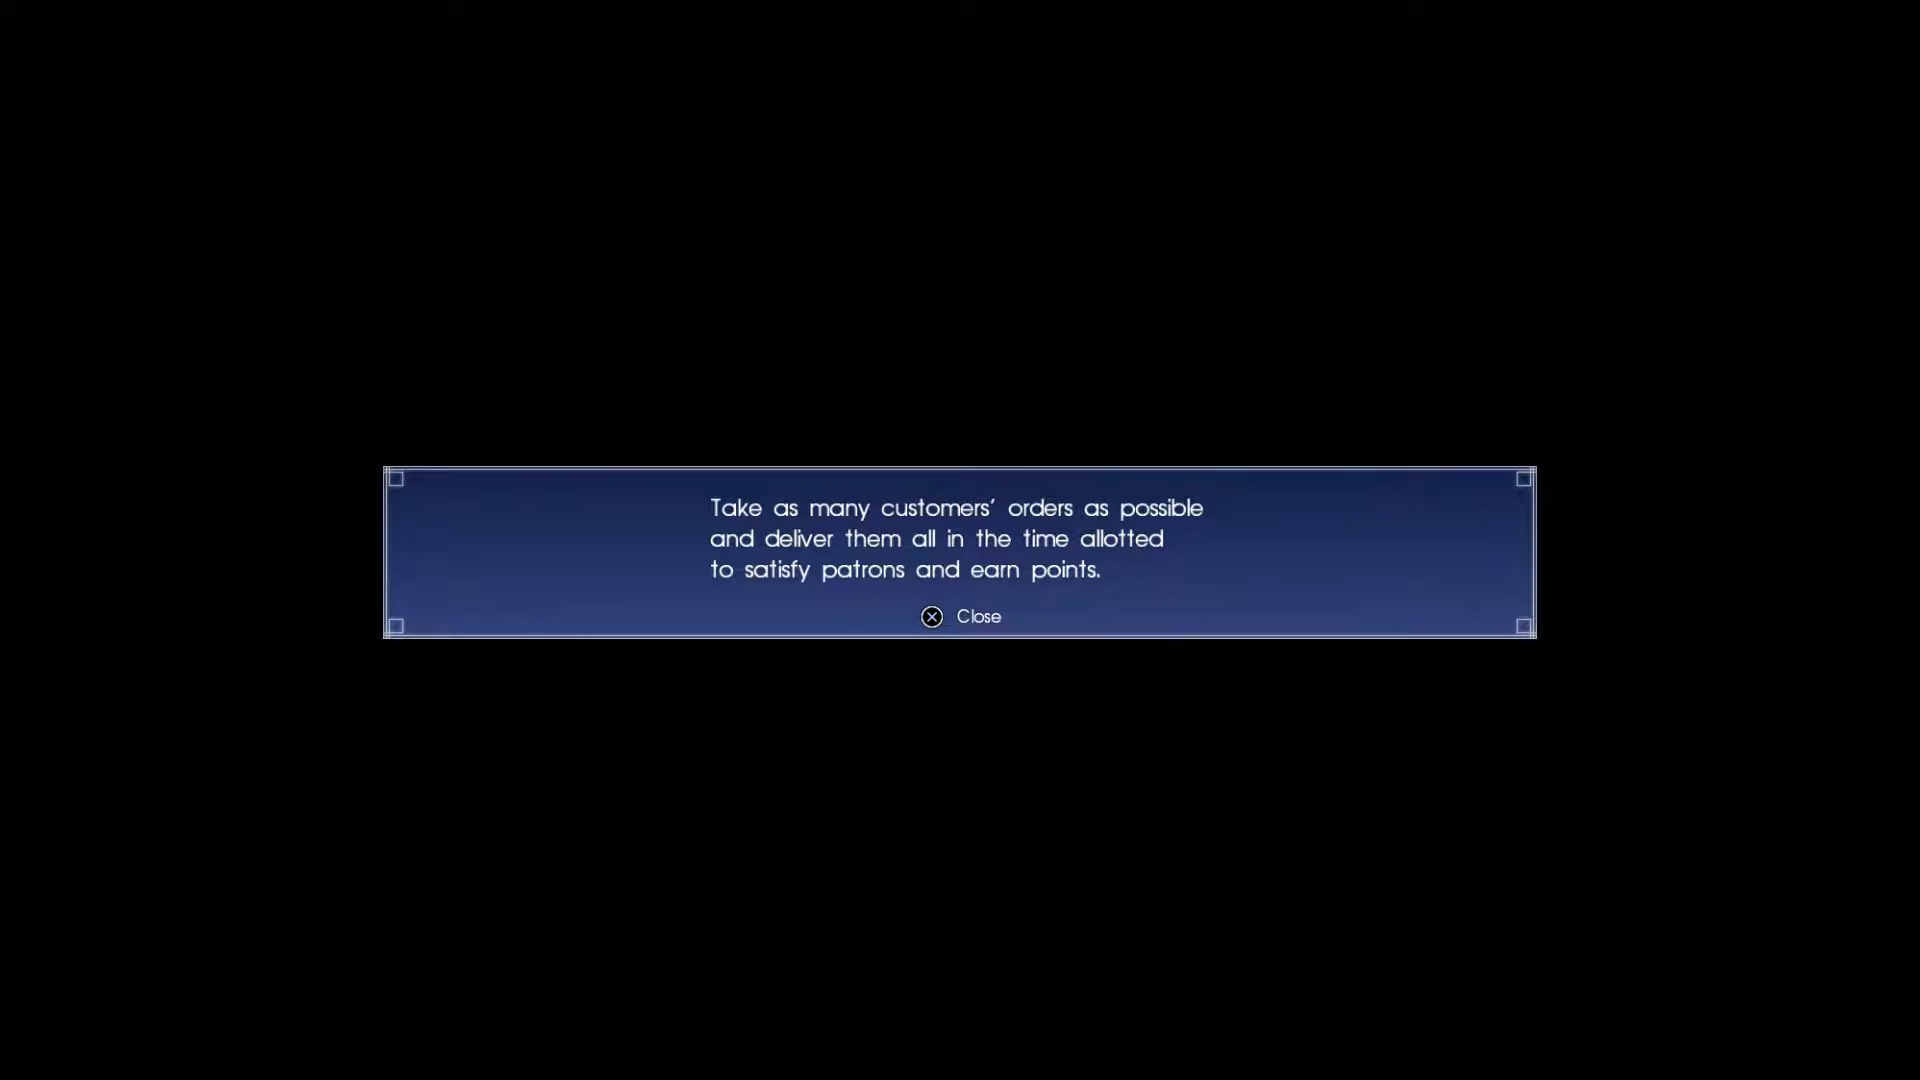 Take as many customers’ orders as possible
and deliver them all in the time allotted
to satisfy patrons and earn points.
Close